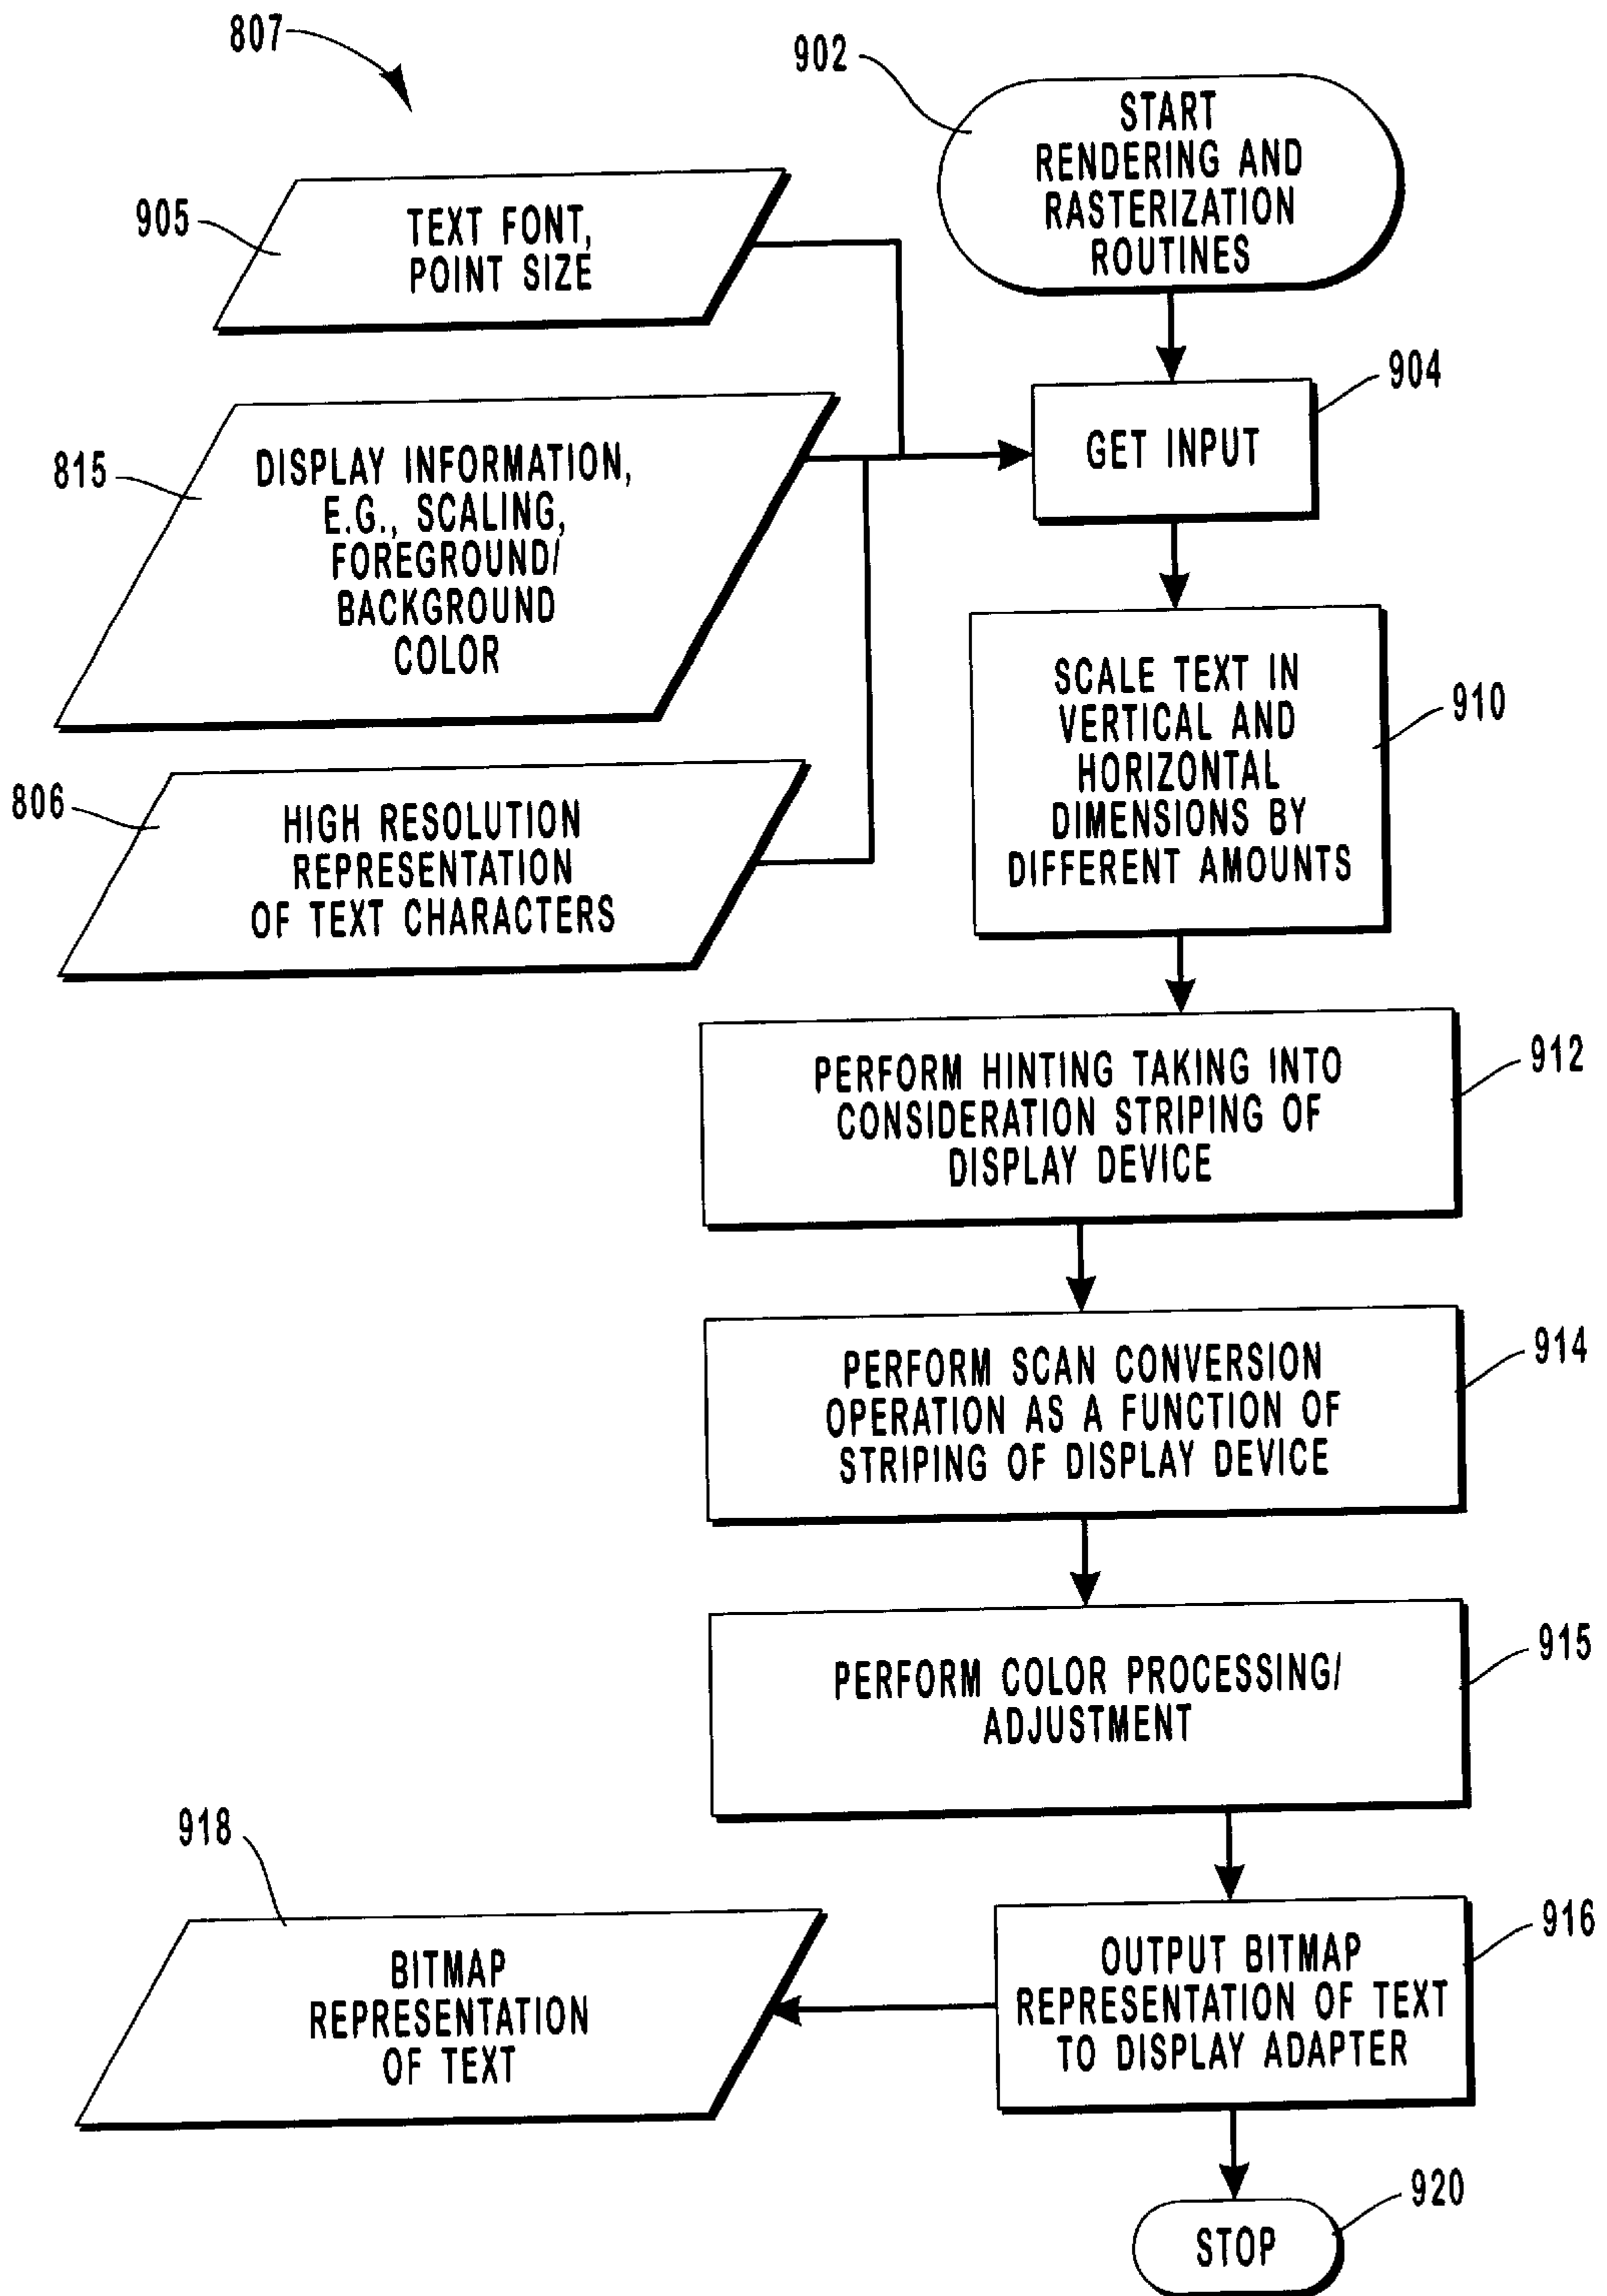 807
902
START
RENDERING AND
RASTERIZATION
ROUTINES
905
TEXT FONT,
POINT SIZE
904
GET INPUT
815
DISPLAY INFORMATION,
E.G., SCALING,
FOREGROUND/
BACKGROUND
COLOR
910
SCALE TEXT IN
VERTICAL AND
HORIZONTAL
DIMENSIONS BY
DIFFERENT AMOUNTS
806
HIGH RESOLUTION
REPRESENTATION
OF TEXT CHARACTERS
912
PERFORM HINTING TAKING INTO
CONSIDERATION STRIPING OF
DISPLAY DEVICE
914
PERFORM SCAN CONVERSION
OPERATION AS A FUNCTION OF
STRIPING OF DISPLAY DEVICE
915
PERFORM COLOR PROCESSING/
ADJUSTMENT
918
BITMAP
REPRESENTATION
OF TEXT
916
OUTPUT BITMAP
REPRESENTATION OF TEXT
TO DISPLAY ADAPTER
920
STOP